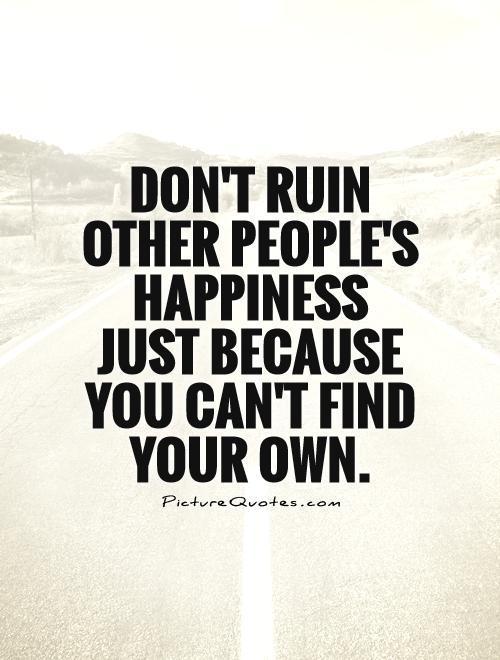 DON'T RUIN
OTHER PEOPLE'S
HAPPINESS
JUST BECAUSE
YOU CAN'T FIND
YOUR OWN.
PictureQuotes.com